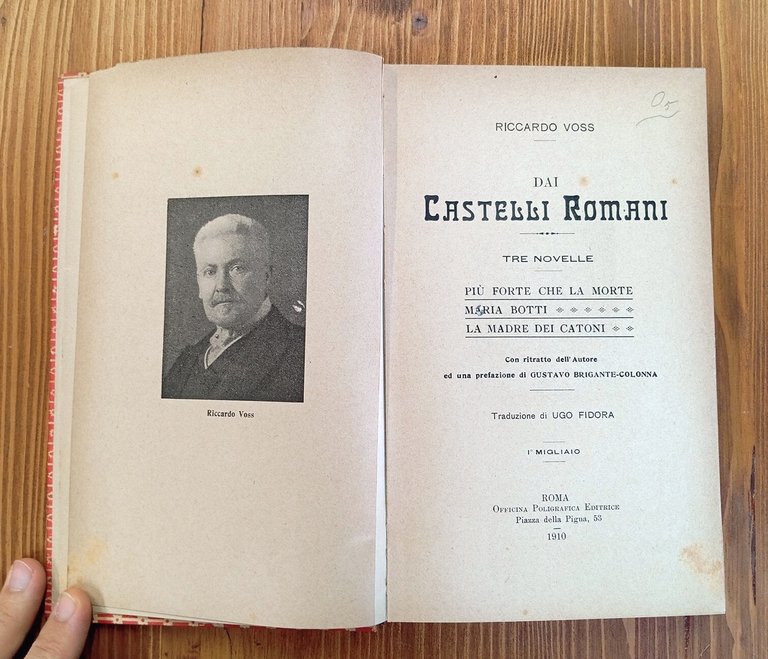 Riccardo Voss
RICCARDO VOSS
DAI
CASTELLI ROMANI
TRE NOVELLE
PIÙ FORTE CHE LA MORTE
MARIA BOTTI
LA MADRE DEI CATONI
Con ritratto dell'Autore
ed una prefazione di GUSTAVO BRIGANTE-COLONNA
Traduzione di UGO FIDORA
I° MIGLIAIO
ROMA
OFFICINA POLIGRAFICA EDITRICE
Piazza della Pigna, 53
1910